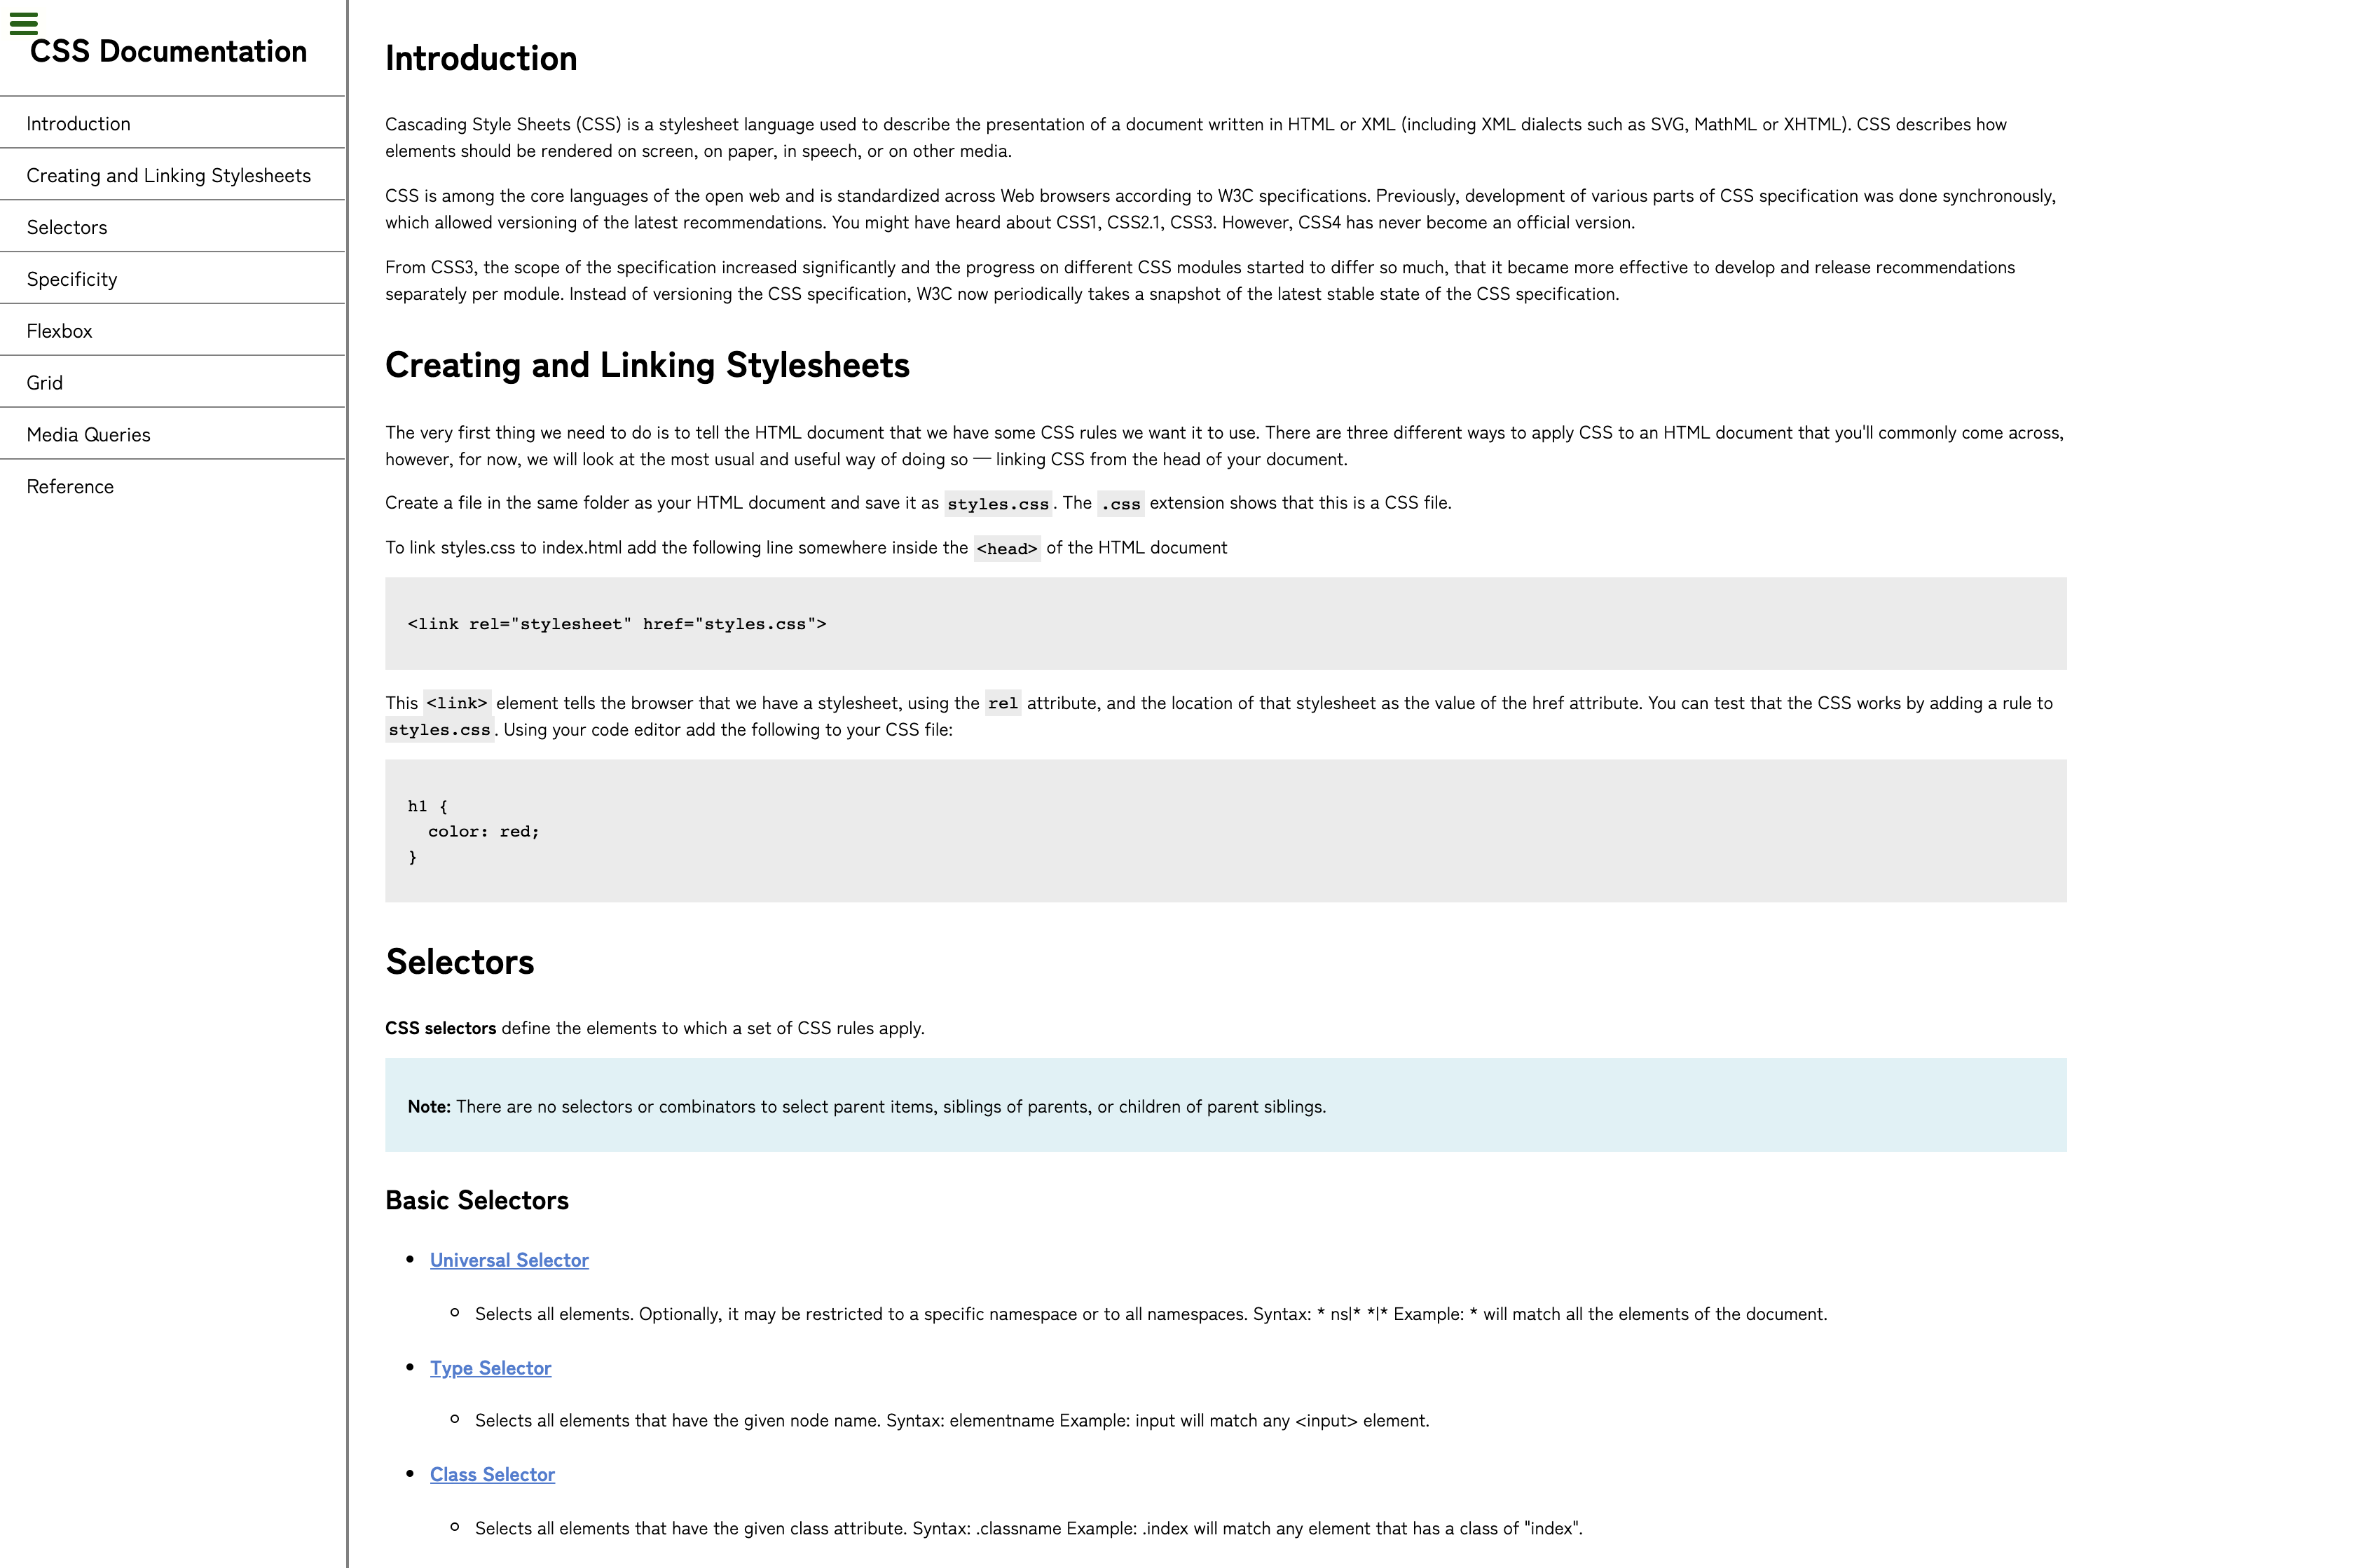 CSS Documentation
Introduction
Creating and Linking Stylesheets
Selectors
Specificity
Flexbox
Grid
Media Queries
Reference
Introduction
Cascading Style Sheets (CSS) is a stylesheet language used to describe the presentation of a document written in HTML or XML (including XML dialects such as SVG, MathML or XHTML). CSS describes how
elements should be rendered on screen, on paper, in speech, or on other media.
CSS is among the core languages of the open web and is standardized across Web browsers according to W3C specifications. Previously, development of various parts of CSS specification was done synchronously,
which allowed versioning of the latest recommendations. You might have heard about CSS1, CSS2.1, CSS3. However, CSS4 has never become an official version.
From CSS3, the scope of the specification increased significantly and the progress on different CSS modules started to differ so much, that it became more effective to develop and release recommendations
separately per module. Instead of versioning the CSS specification, W3C now periodically takes a snapshot of the latest stable state of the CSS specification.
Creating and Linking Stylesheets
The very first thing we need to do is to tell the HTML document that we have some CSS rules we want it to use. There are three different ways to apply CSS to an HTML document that you'll commonly come across,
however, for now, we will look at the most usual and useful way of doing so — linking CSS from the head of your document.
Create a file in the same folder as your HTML document and save it as styles.css. The .css extension shows that this is a CSS file.
To link styles.css to index.html add the following line somewhere inside the <head> of the HTML document
<link rel="stylesheet" href="styles.css">
This <link> element tells the browser that we have a stylesheet, using the rel attribute, and the location of that stylesheet as the value of the href attribute. You can test that the CSS works by adding a rule to
styles.css. Using your code editor add the following to your CSS file:
h1 {
  color: red;
}
Selectors
CSS selectors define the elements to which a set of CSS rules apply.
Note: There are no selectors or combinators to select parent items, siblings of parents, or children of parent siblings.
Basic Selectors
Universal Selector
Selects all elements. Optionally, it may be restricted to a specific namespace or to all namespaces. Syntax: * ns|* *|* Example: * will match all the elements of the document.
Type Selector
Selects all elements that have the given node name. Syntax: elementname Example: input will match any <input> element.
Class Selector
Selects all elements that have the given class attribute. Syntax: .classname Example: .index will match any element that has a class of "index".